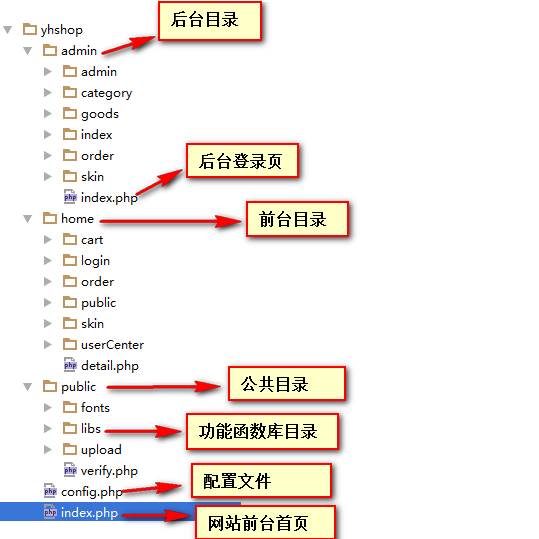 yhshop
后台目录
admin
admin
category
goods
index
order
后台登录页
skin
index.php
home
前台目录
cart
login
order
public
skin
userCenter
detail.php
public
公共目录
fonts
libs
功能函数库目录
upload
verify.php
config.php
配置文件
index.php
网站前台首页